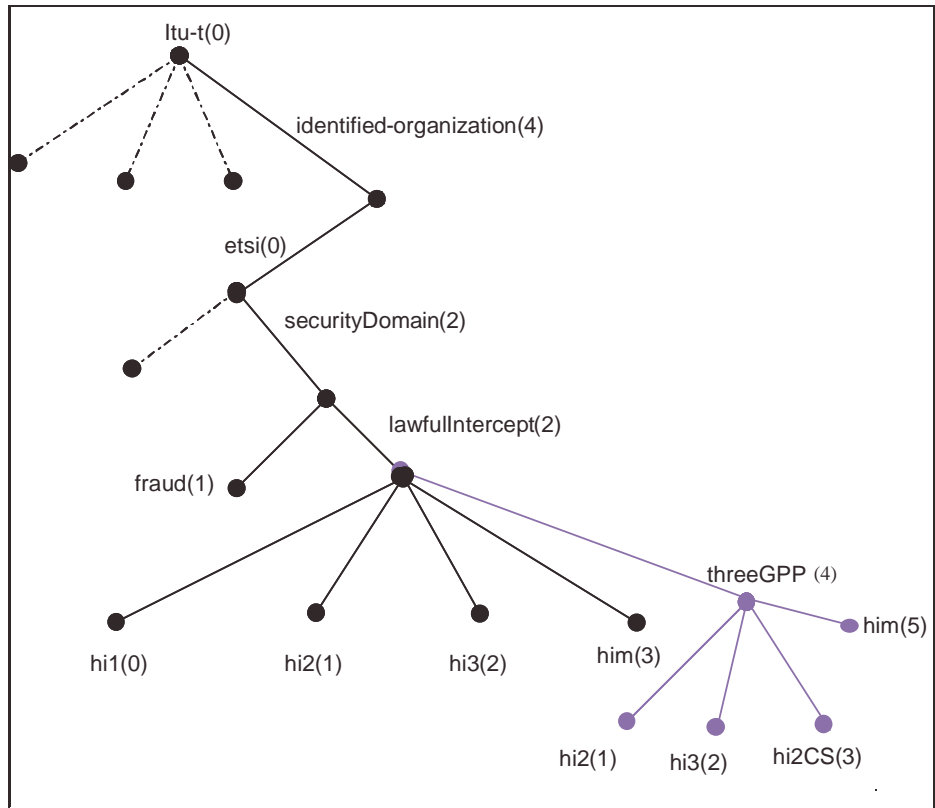 Itu-t(0)
identified-organization(4)
etsi(0)
securityDomain(2)
lawfulIntercept(2)
fraud(1)
threeGPP (4)
him(5)
hi1(0)
hi2(1)
hi3(2)
him(3)
hi2(1)
hi3(2)
hi2CS(3)
.